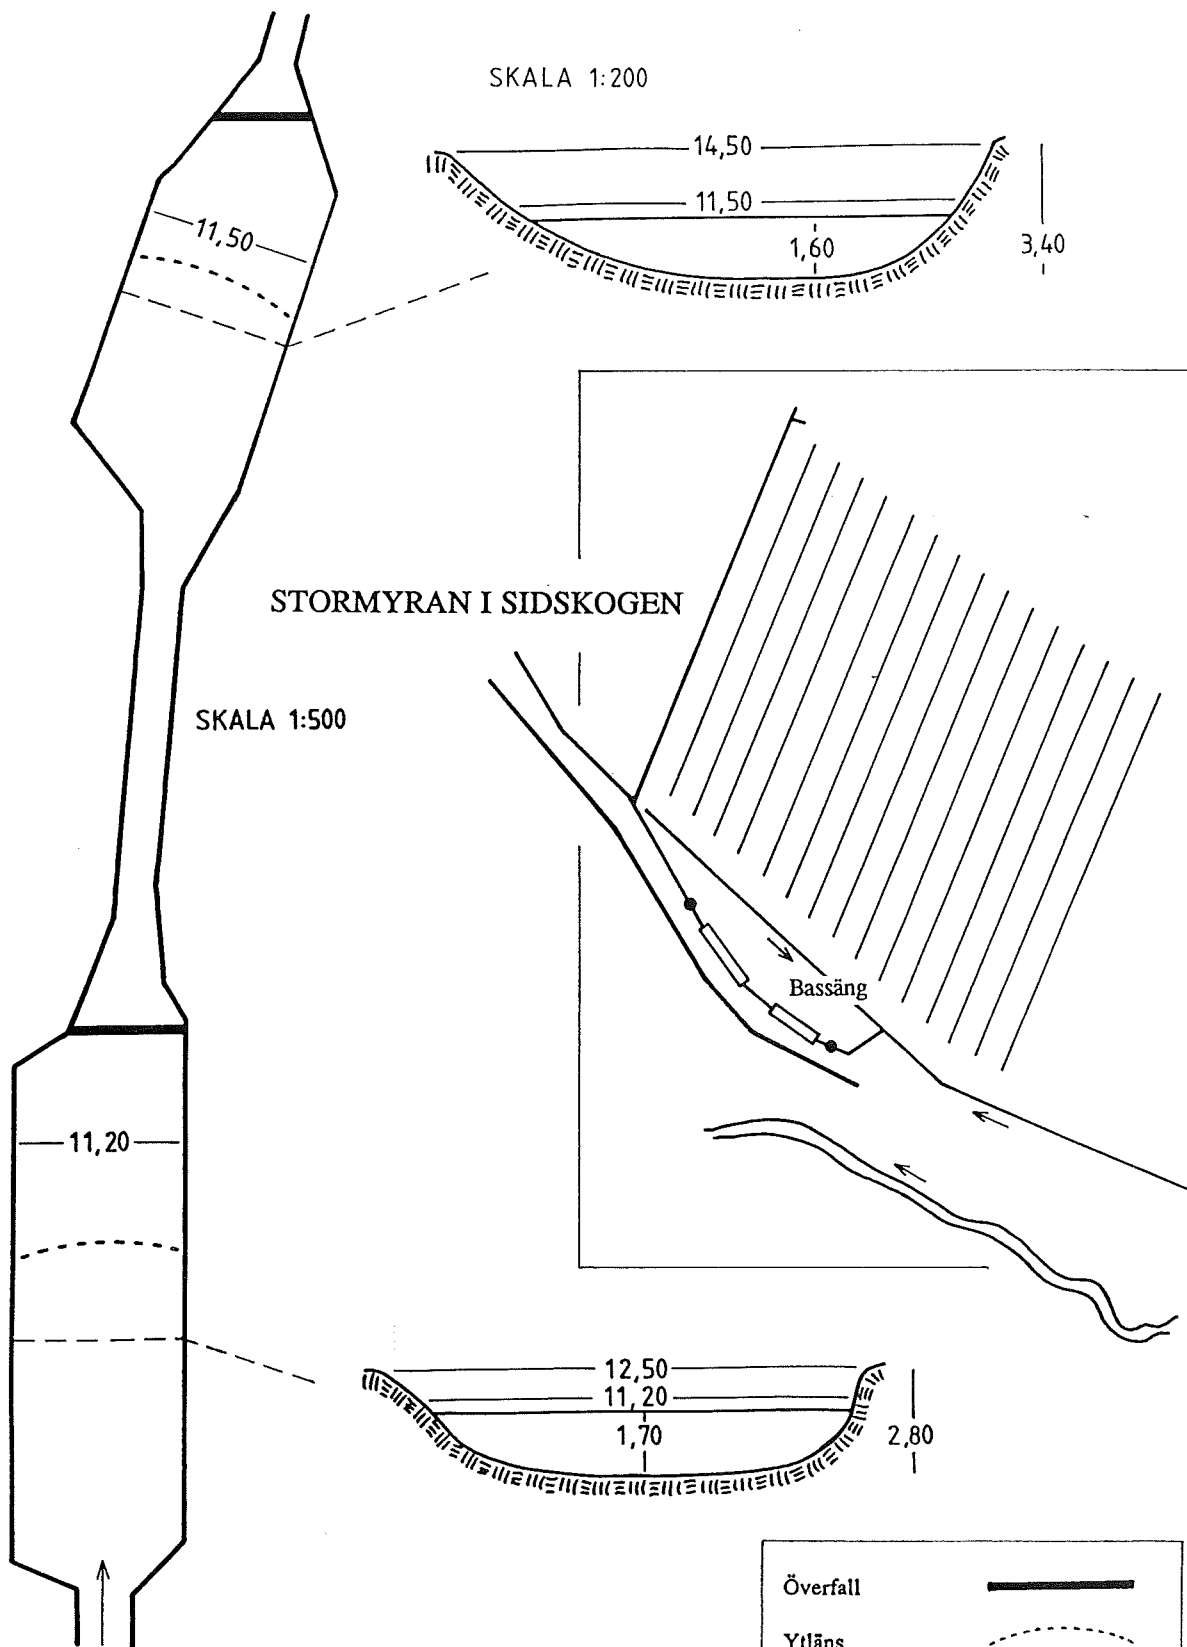 SKALA 1:200
14,50
11,50
1,60
3,40
11,50
STORMYRAN I SIDSKOGEN
SKALA 1:500
Bassäng
11,20
12,50
11,20
1,70
2,80
Överfall
Ytläns